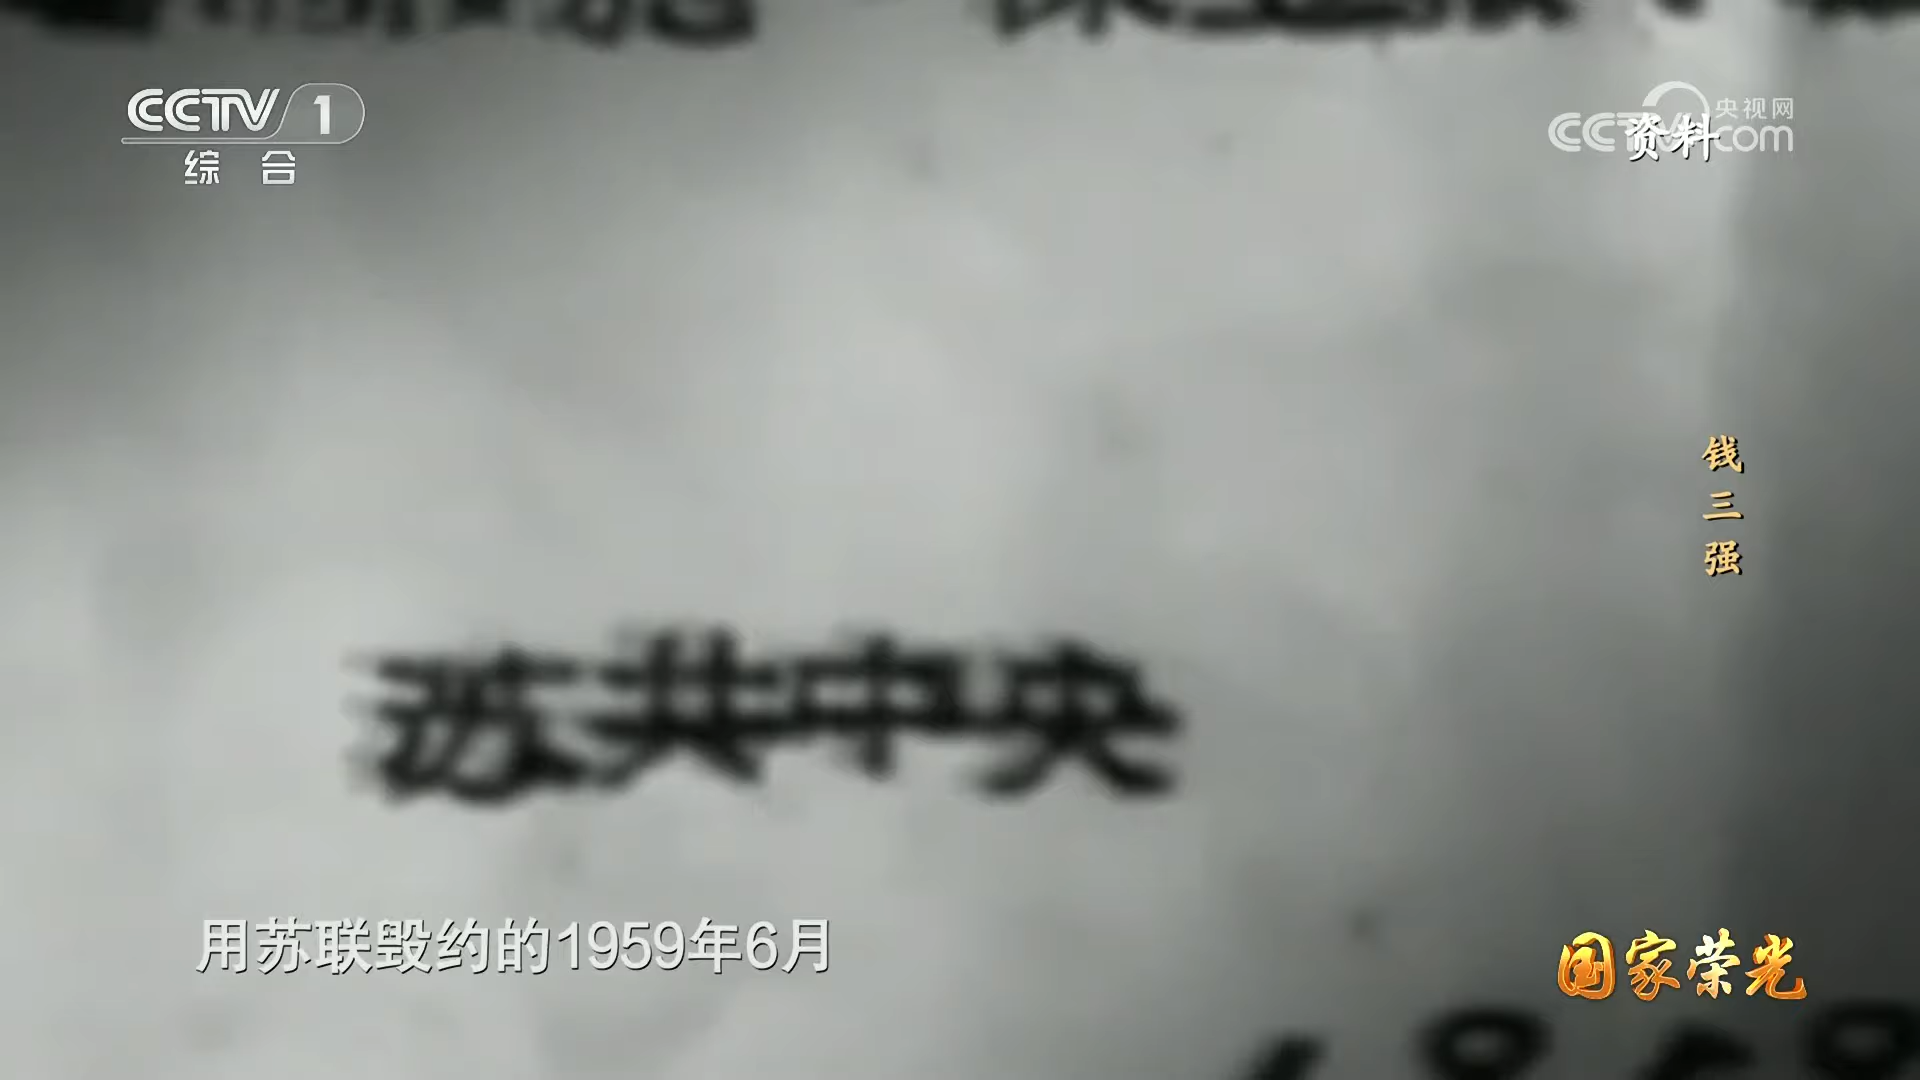 CCTV 1
综合
央视网
CCTV.com
资料
钱三强
苏共中央
用苏联毁约的1959年6月
国家荣光